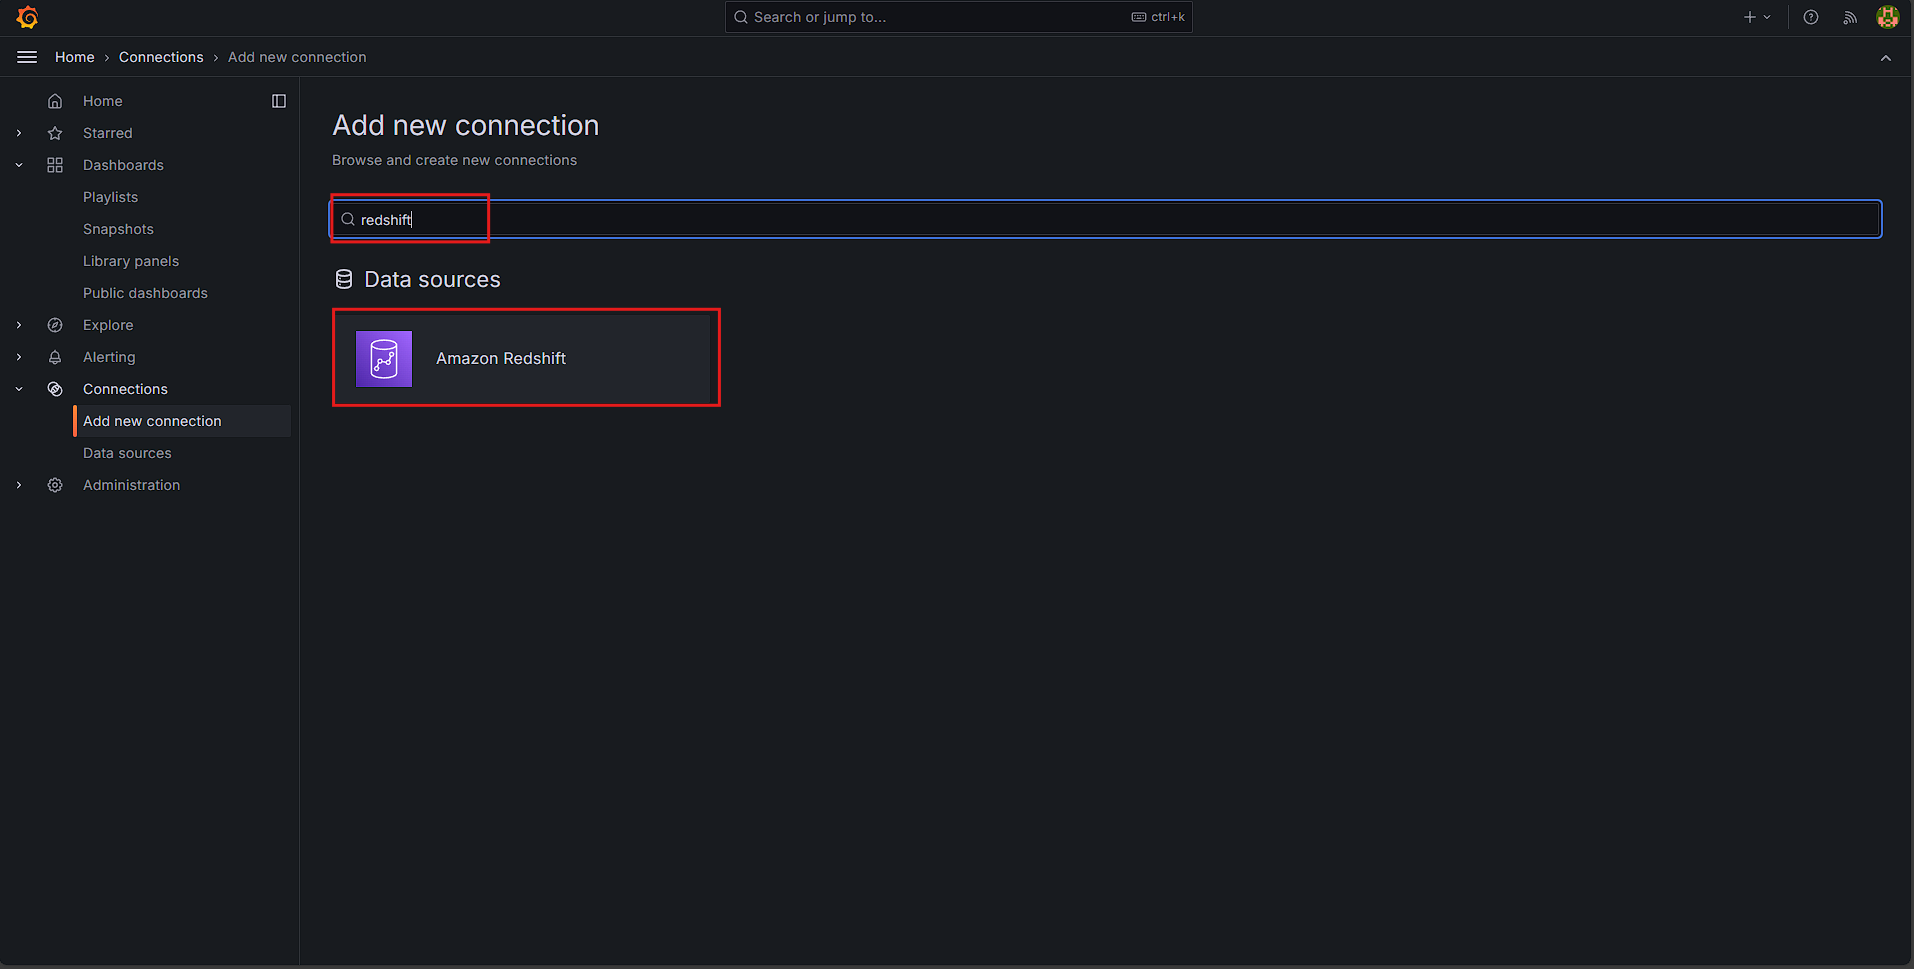 Search or jump to...
ctrl+k
Home › Connections › Add new connection
Home
Starred
Dashboards
Playlists
Snapshots
Library panels
Public dashboards
Explore
Alerting
Connections
Add new connection
Data sources
Administration
Add new connection
Browse and create new connections
redshift
Data sources
Amazon Redshift